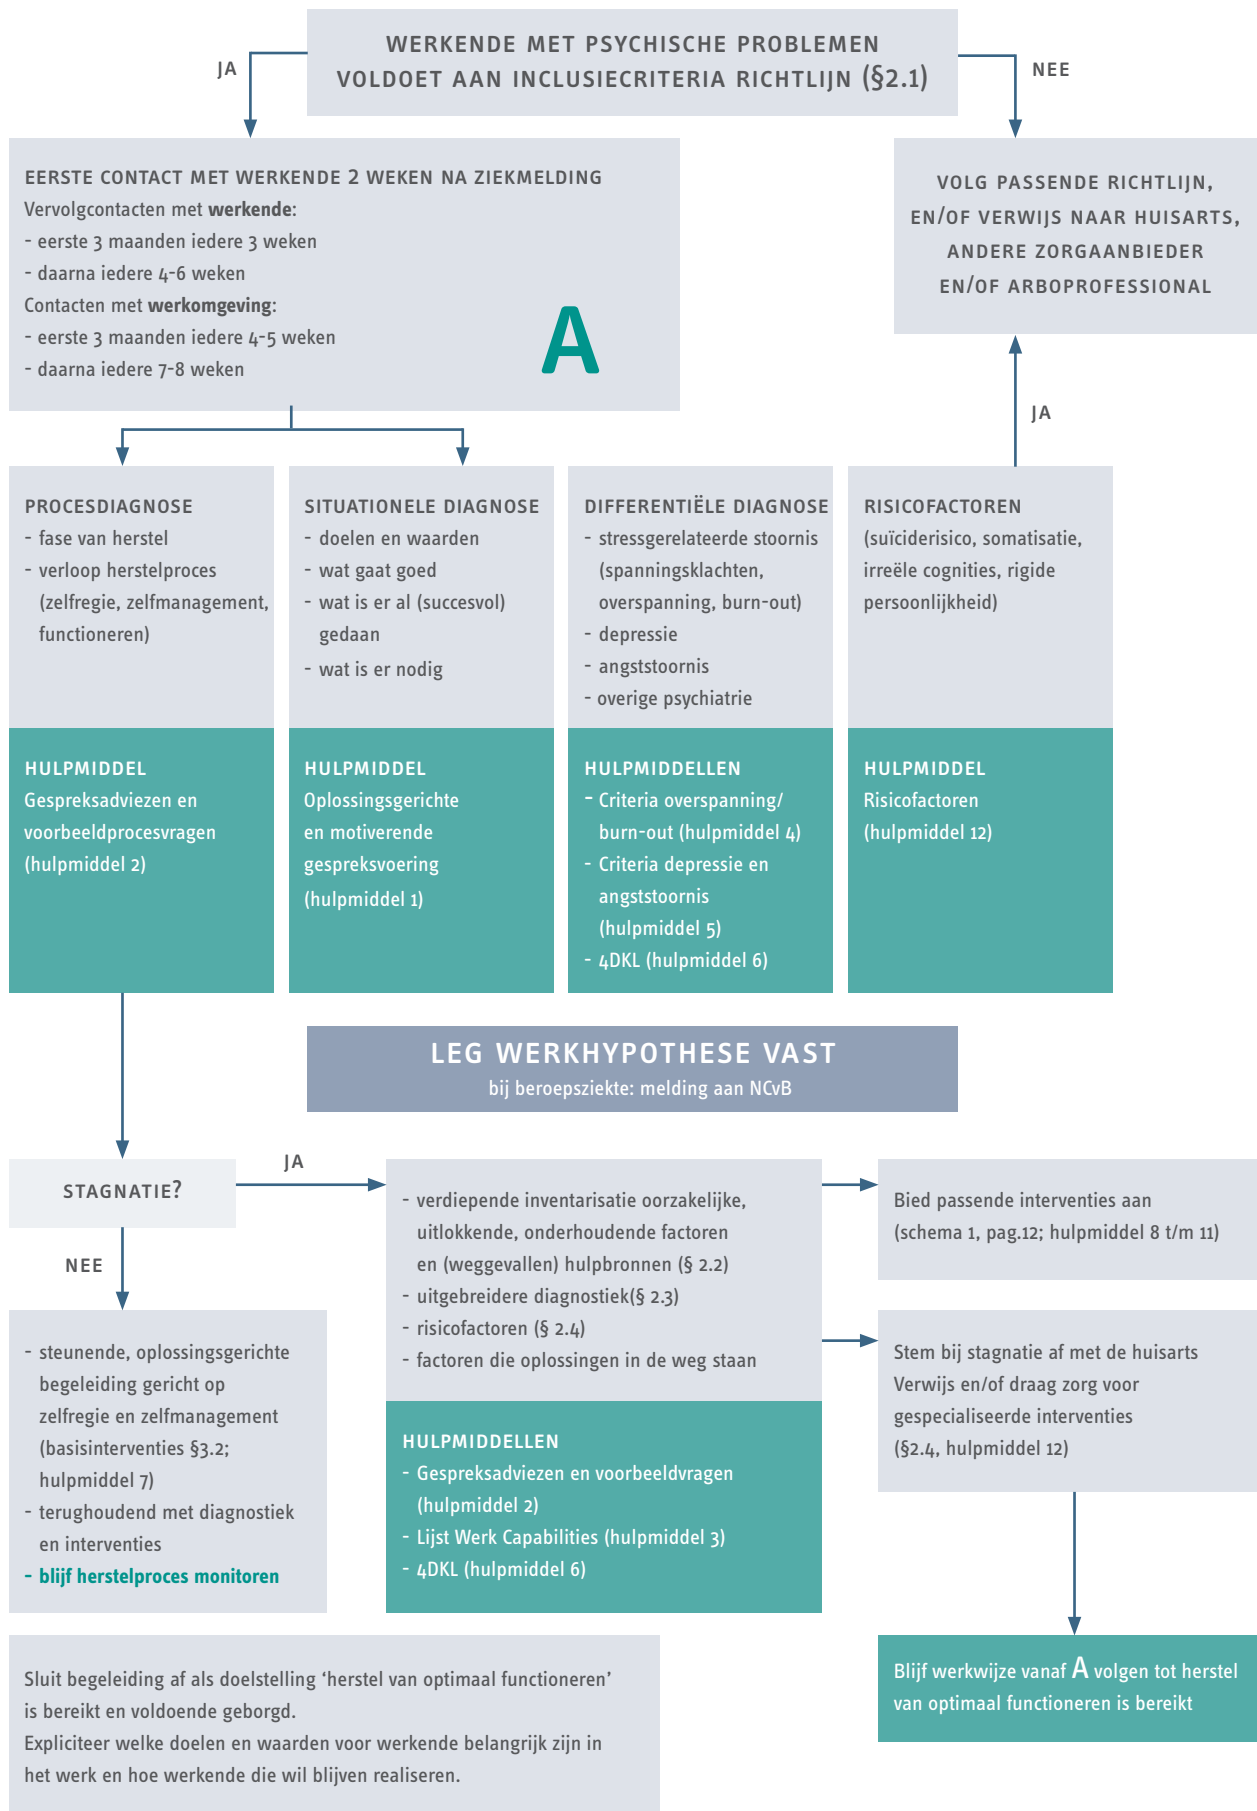 WERKENDE MET PSYCHISCHE PROBLEMEN
VOLDOET AAN INCLUSIECRITERIA RICHTLIJN (§2.1)
JA
NEE
EERSTE CONTACT MET WERKENDE 2 WEKEN NA ZIEKMELDING
Vervolgcontacten met werkende:
- eerste 3 maanden iedere 3 weken
- daarna iedere 4-6 weken
Contacten met werkomgeving:
- eerste 3 maanden iedere 4-5 weken
- daarna iedere 7-8 weken
A
VOLG PASSENDE RICHTLIJN,
EN/OF VERWIJS NAAR HUISARTS,
ANDERE ZORGAANBIEDER
EN/OF ARBOPROFESSIONAL
JA
PROCESDIAGNOSE
- fase van herstel
- verloop herstelproces
(zelfregie, zelfmanagement,
functioneren)
HULPMIDDEL
Gespreksadviezen en
voorbeeldprocesvragen
(hulpmiddel 2)
SITUATIONELE DIAGNOSE
- doelen en waarden
- wat gaat goed
- wat is er al (succesvol)
gedaan
- wat is er nodig
HULPMIDDEL
Oplossingsgerichte
en motiverende
gespreksvoering
(hulpmiddel 1)
DIFFERENTIËLE DIAGNOSE
- stressgerelateerde stoornis
(spanningsklachten,
overspanning, burn-out)
- depressie
- angststoornis
- overige psychiatrie
HULPMIDDELLEN
- Criteria overspanning/
burn-out (hulpmiddel 4)
- Criteria depressie en
angststoornis
(hulpmiddel 5)
- 4DKL (hulpmiddel 6)
RISICOFACTOREN
(suïciderisico, somatisatie,
irreële cognities, rigide
persoonlijkheid)
HULPMIDDEL
Risicofactoren
(hulpmiddel 12)
LEG WERKHYPOTHESE VAST
bij beroepsziekte: melding aan NCvB
STAGNATIE?
JA
NEE
- steunende, oplossingsgerichte
begeleiding gericht op
zelfregie en zelfmanagement
(basisinterventies §3.2;
hulpmiddel 7)
- terughoudend met diagnostiek
en interventies
- blijf herstelproces monitoren
- verdiepende inventarisatie oorzakelijke,
uitlokkende, onderhoudende factoren
en (weggevallen) hulpbronnen (§ 2.2)
- uitgebreidere diagnostiek(§ 2.3)
- risicofactoren (§ 2.4)
- factoren die oplossingen in de weg staan
HULPMIDDELLEN
- Gespreksadviezen en voorbeeldvragen
(hulpmiddel 2)
- Lijst Werk Capabilities (hulpmiddel 3)
- 4DKL (hulpmiddel 6)
Bied passende interventies aan
(schema 1, pag.12; hulpmiddel 8 t/m 11)
Stem bij stagnatie af met de huisarts
Verwijs en/of draag zorg voor
gespecialiseerde interventies
(§2.4, hulpmiddel 12)
Blijf werkwijze vanaf A volgen tot herstel
van optimaal functioneren is bereikt
Sluit begeleiding af als doelstelling ‘herstel van optimaal functioneren’
is bereikt en voldoende geborgd.
Expliciteer welke doelen en waarden voor werkende belangrijk zijn in
het werk en hoe werkende die wil blijven realiseren.